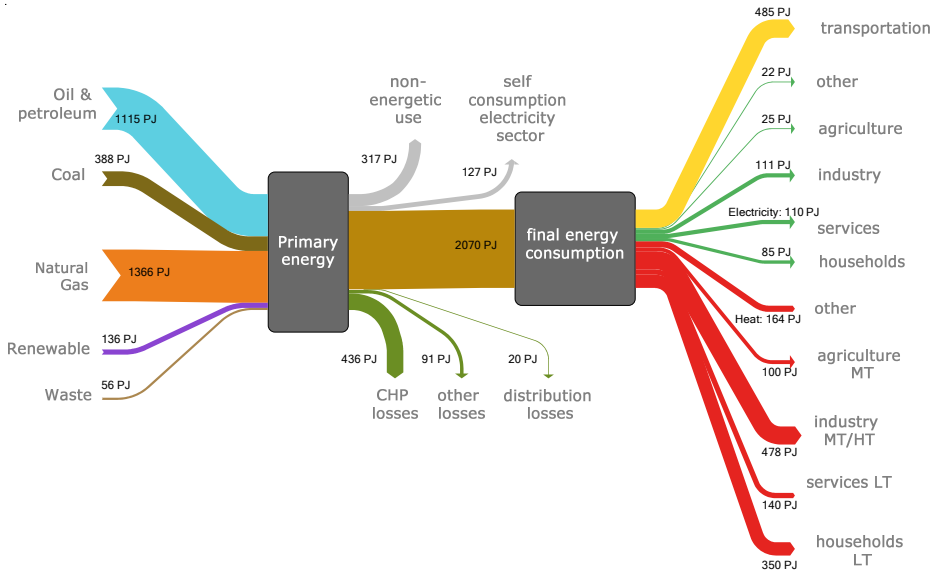 485 PJ
transportation
non-
energetic
use
self
consumption
electricity
sector
22 PJ
other
Oil &
petroleum
1115 PJ
25 PJ
agriculture
388 PJ
Coal
317 PJ
127 PJ
111 PJ
industry
Electricity: 110 PJ
services
Primary
energy
2070 PJ
final energy
consumption
85 PJ
households
Natural
Gas
1366 PJ
other
Heat: 164 PJ
Renewable
136 PJ
436 PJ
91 PJ
20 PJ
agriculture
MT
100 PJ
Waste
56 PJ
CHP
losses
other
losses
distribution
losses
industry
MT/HT
478 PJ
services LT
140 PJ
households
LT
350 PJ